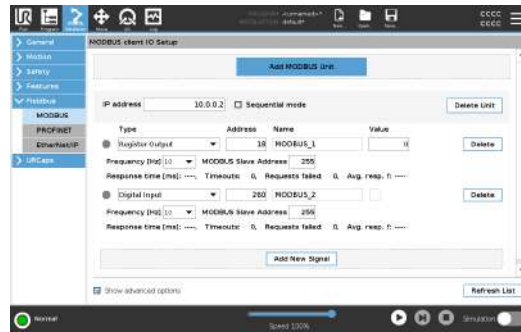 Program
Move
I/O
Log
PROGRAM <unnamed>*
INSTALLATION default*
New...
Open...
Save...
cccc
cccc
General
Motion
Safety
Features
Fieldbus
MODBUS
PROFINET
EtherNet/IP
URCaps
MODBUS client IO Setup
Add MODBUS Unit
IP address 10.0.0.2 Sequential mode Delete Unit
Type Address Name Value
Register Output 18 MODBUS_1 0 Delete
Frequency [Hz] 10 MODBUS Slave Address 255
Response time [ms]: ----, Timeouts: 0, Requests failed: 0, Avg. resp. f: ----
Digital Input 260 MODBUS_2 Delete
Frequency [Hz] 10 MODBUS Slave Address 255
Response time [ms]: ----, Timeouts: 0, Requests failed: 0, Avg. resp. f: ----
Add New Signal
Show advanced options Refresh List
Normal
Speed 100%
Simulation